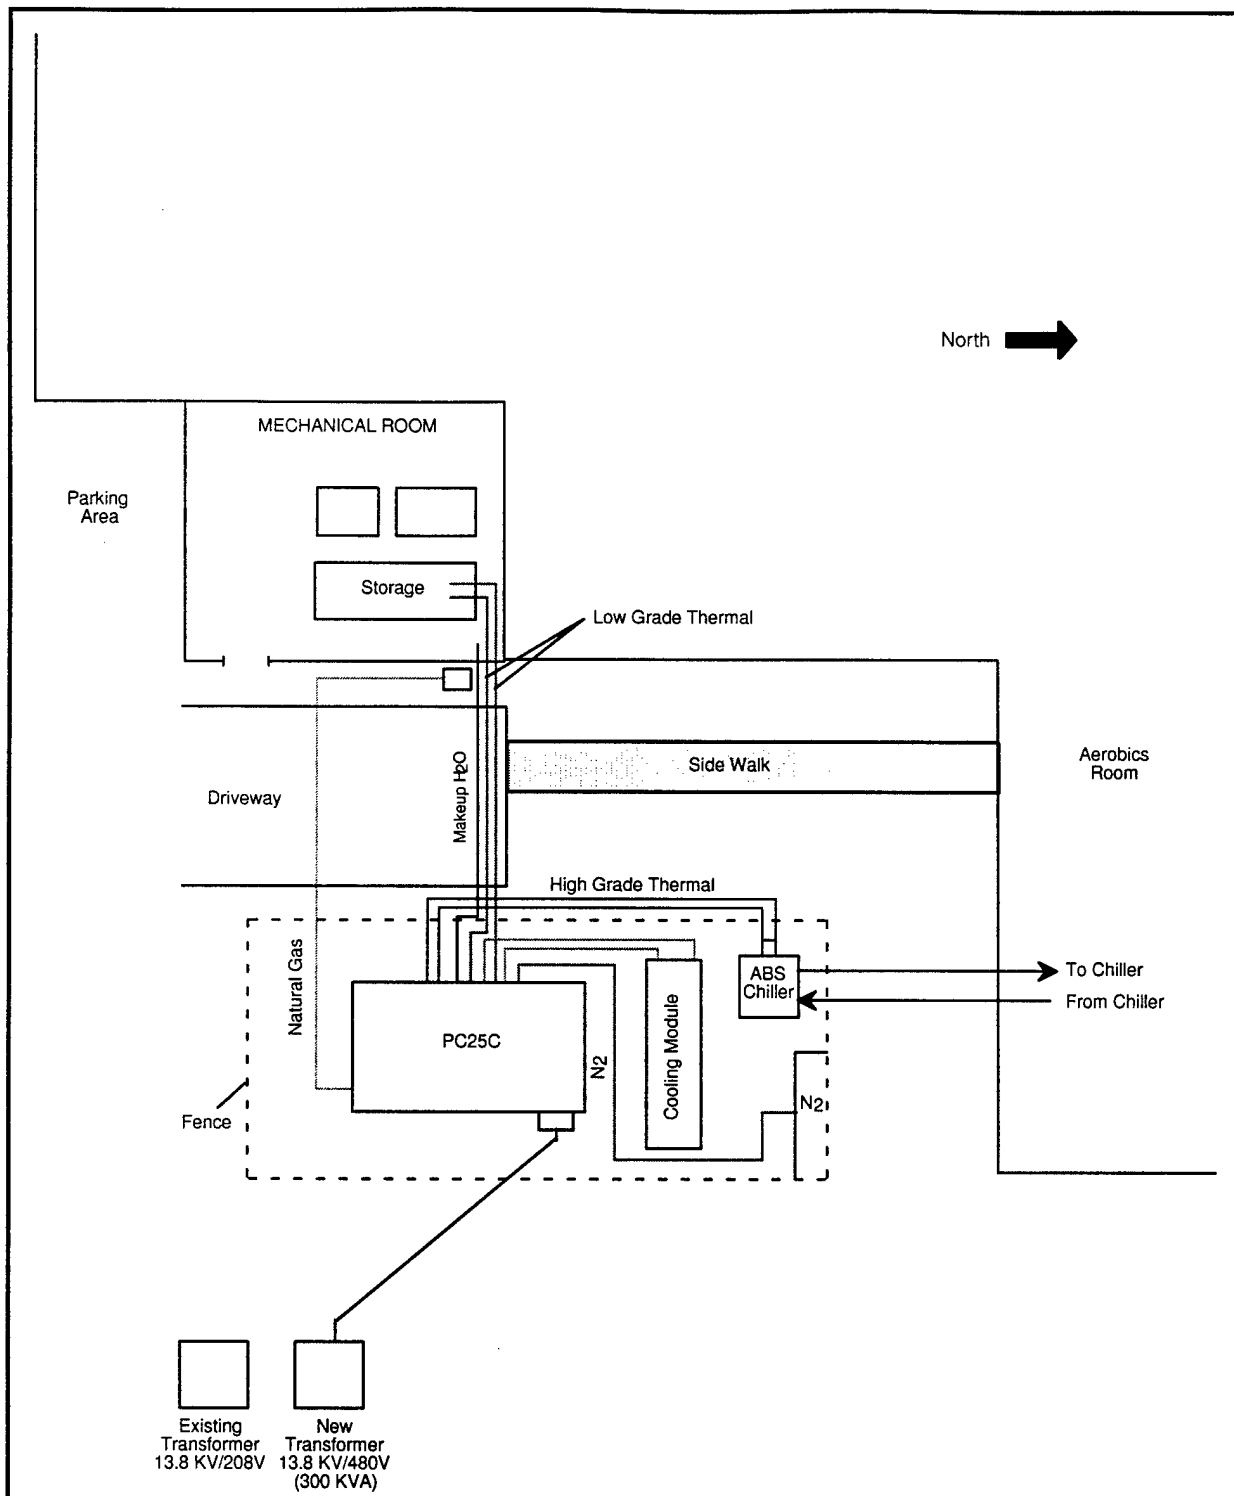 North
MECHANICAL ROOM
Parking
Area
Storage
Low Grade Thermal
Makeup H2O
Side Walk
Aerobics
Room
Driveway
High Grade Thermal
Natural Gas
ABS
Chiller
To Chiller
From Chiller
PC25C
N2
Cooling Module
N2
Fence
Existing
Transformer
13.8 KV/208V
New
Transformer
13.8 KV/480V
(300 KVA)